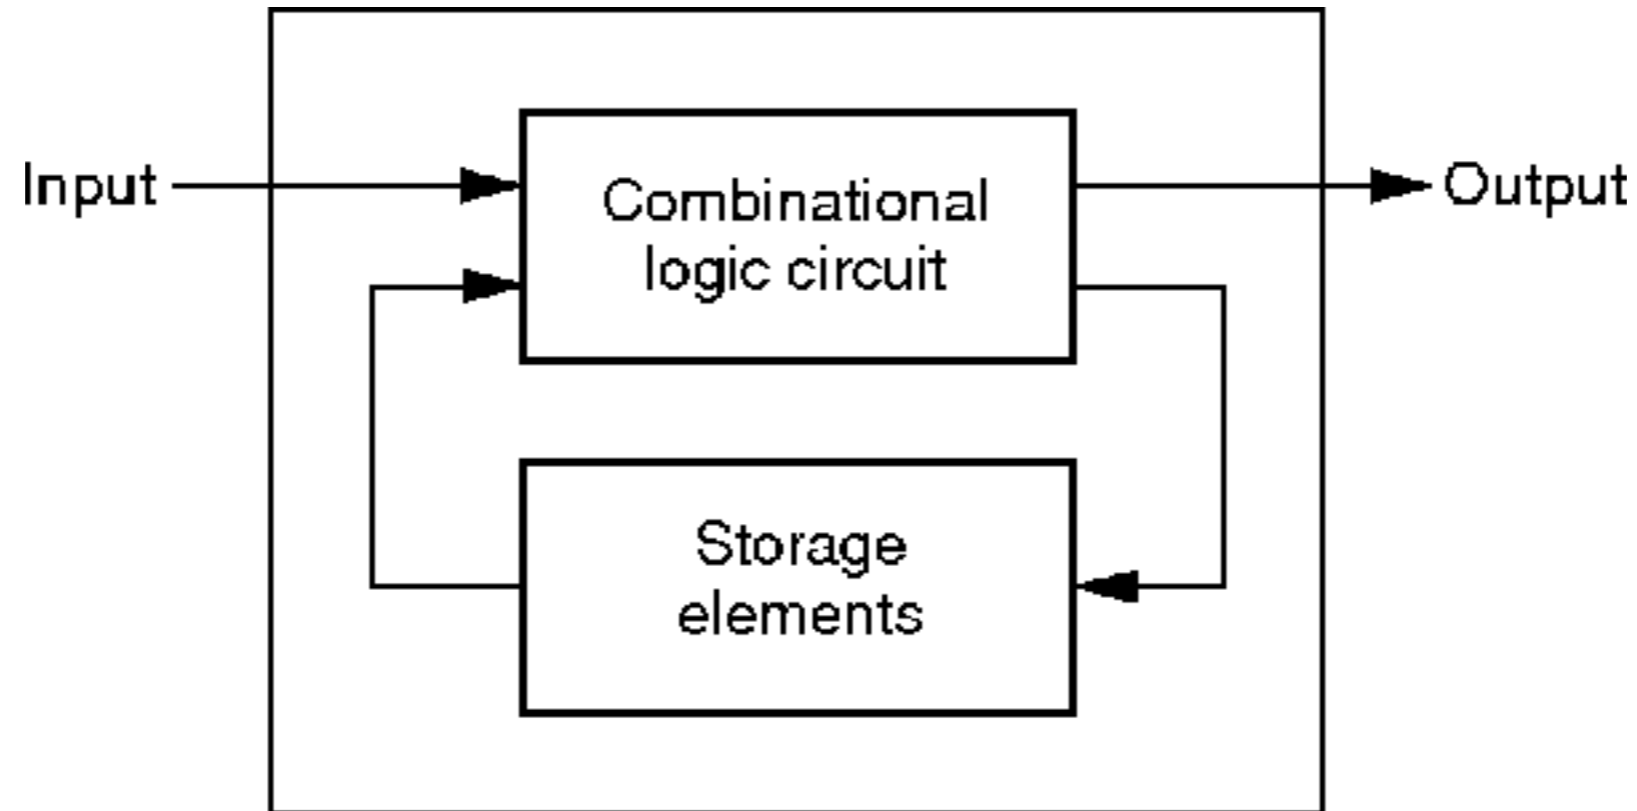 Input
Combinational
logic circuit
Output
Storage
elements